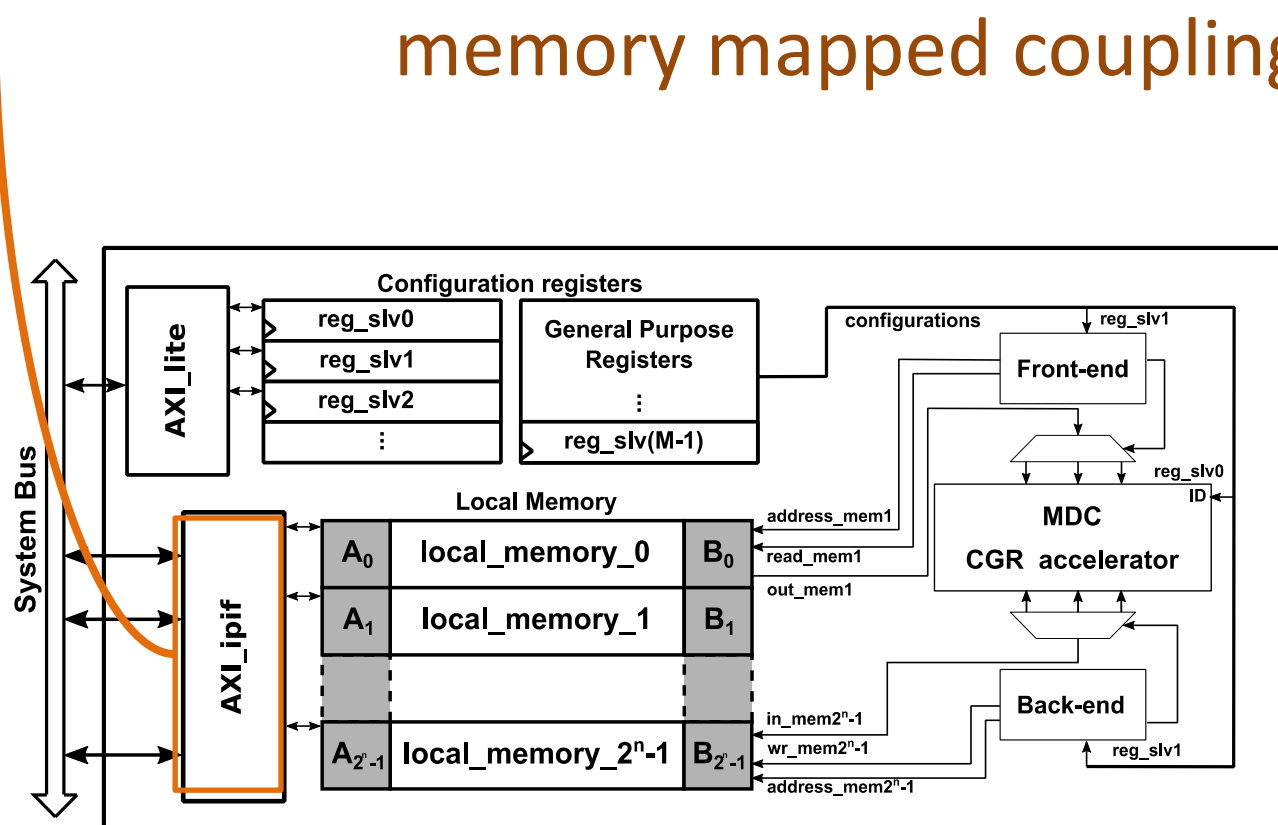 memory mapped coupling
Configuration registers
reg_slv0
reg_slv1
reg_slv2
⋮
General Purpose
Registers
⋮
reg_slv(M-1)
AXI_lite
System Bus
configurations
reg_slv1
Front-end
reg_slv0
ID
MDC
CGR accelerator
Local Memory
A₀ local_memory_0 B₀
A₁ local_memory_1 B₁
A₂ⁿ₋₁ local_memory_2ⁿ-1 B₂ⁿ₋₁
AXI_ipif
address_mem1
read_mem1
out_mem1
in_mem2ⁿ-1
wr_mem2ⁿ-1
address_mem2ⁿ-1
Back-end
reg_slv1